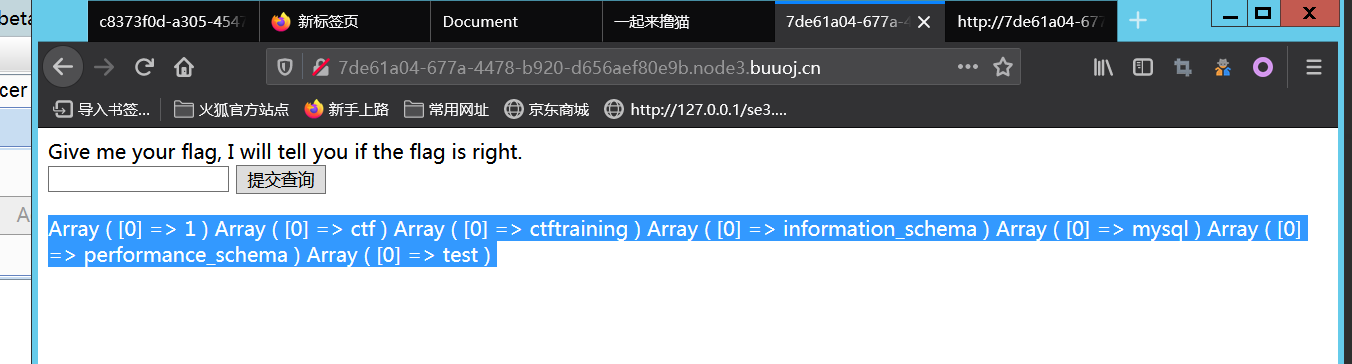 beta
c8373f0d-a305-4547
新标签页
Document
一起来撸猫
7de61a04-677a-4
http://7de61a04-677
7de61a04-677a-4478-b920-d656aef80e9b.node3.buuoj.cn
cer
导入书签...
火狐官方站点
新手上路
常用网址
京东商城
http://127.0.0.1/se3....
Give me your flag, I will tell you if the flag is right.
提交查询
A
Array ( [0] => 1 ) Array ( [0] => ctf ) Array ( [0] => ctftraining ) Array ( [0] => information_schema ) Array ( [0] => mysql ) Array ( [0]
=> performance_schema ) Array ( [0] => test )